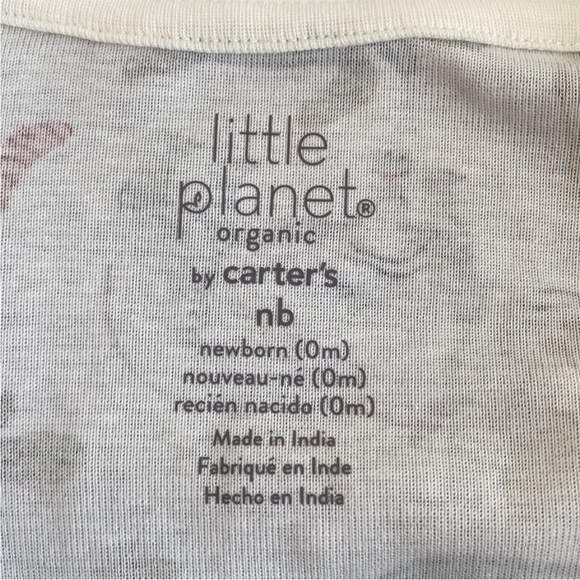 little
planet®
organic
by carter's
nb
newborn (0m)
nouveau-né (0m)
recién nacido (0m)
Made in India
Fabriqué en Inde
Hecho en India